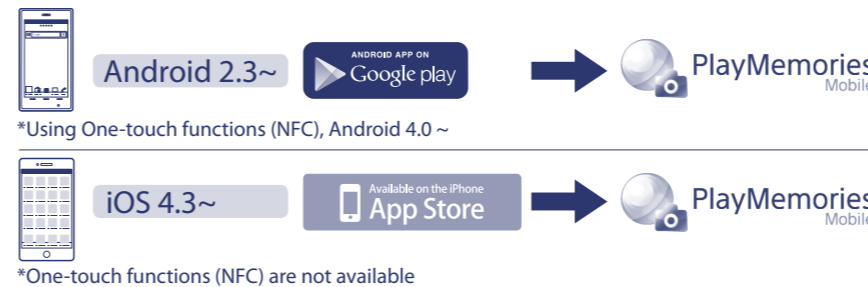 Android 2.3~
ANDROID APP ON
Google play
PlayMemories
Mobile
*Using One-touch functions (NFC), Android 4.0 ~
iOS 4.3~
Available on the iPhone
App Store
PlayMemories
Mobile
*One-touch functions (NFC) are not available